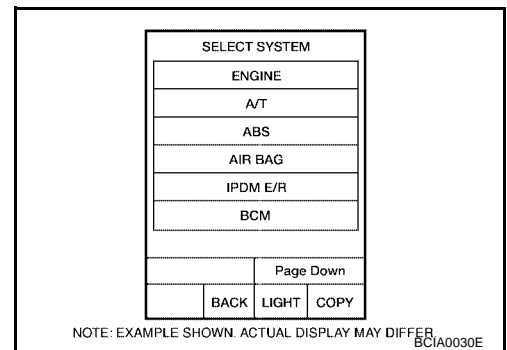 SELECT SYSTEM
ENGINE
A/T
ABS
AIR BAG
IPDM E/R
BCM
Page Down
BACK LIGHT COPY
NOTE: EXAMPLE SHOWN. ACTUAL DISPLAY MAY DIFFER.
BCIA0030E